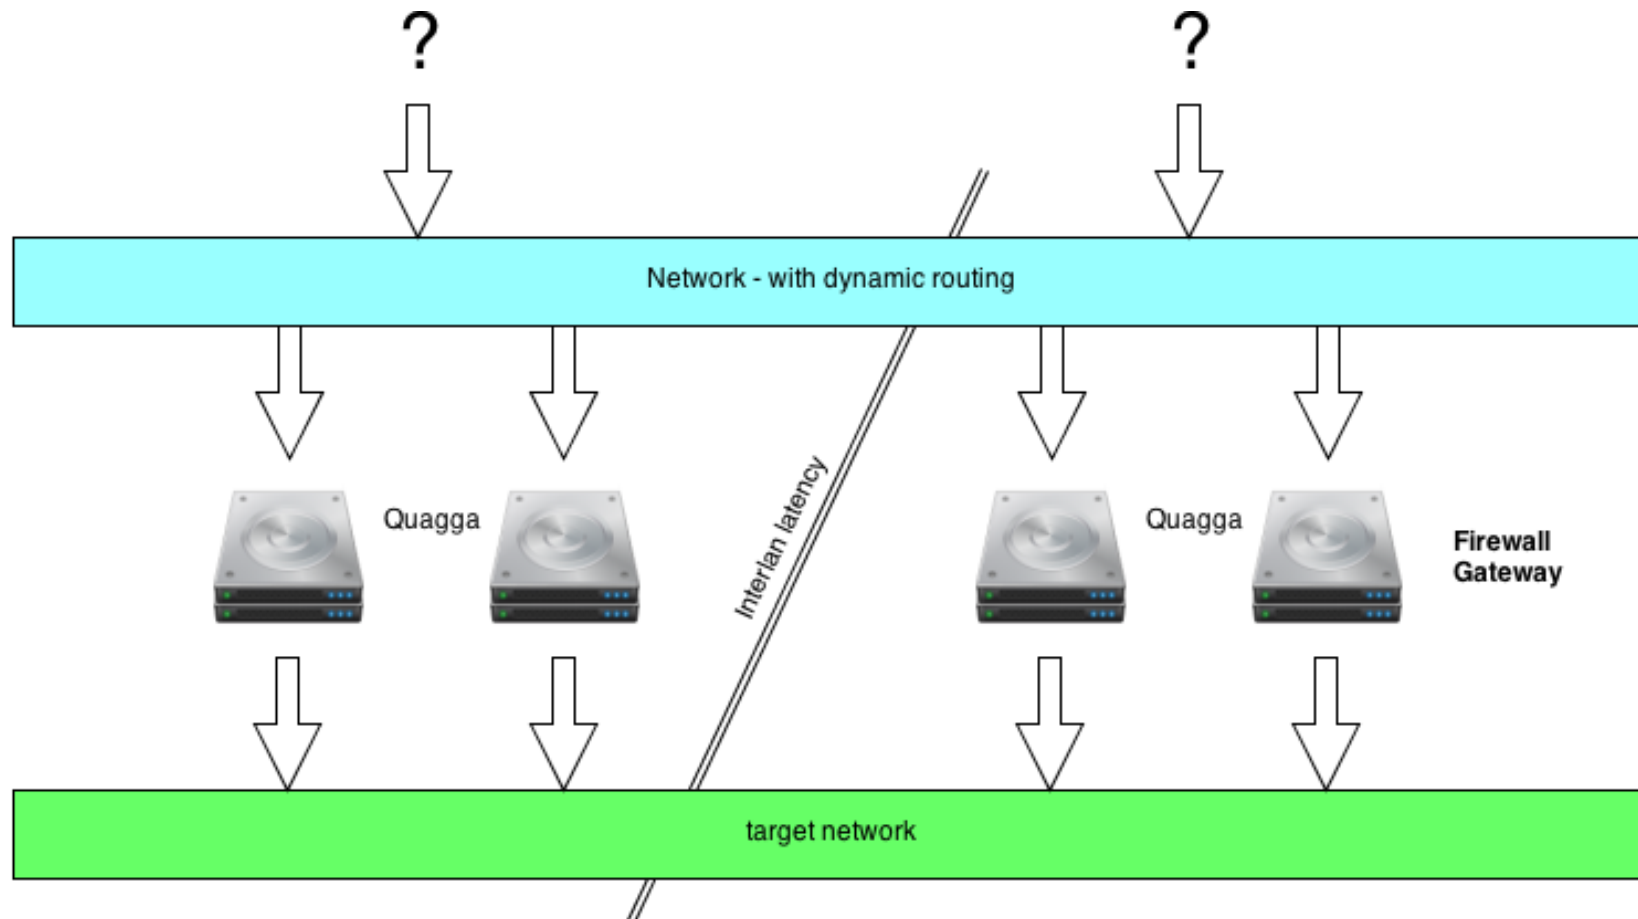 ? ?
Network - with dynamic routing
Quagga
Quagga
Interlan latency
Firewall
Gateway
target network